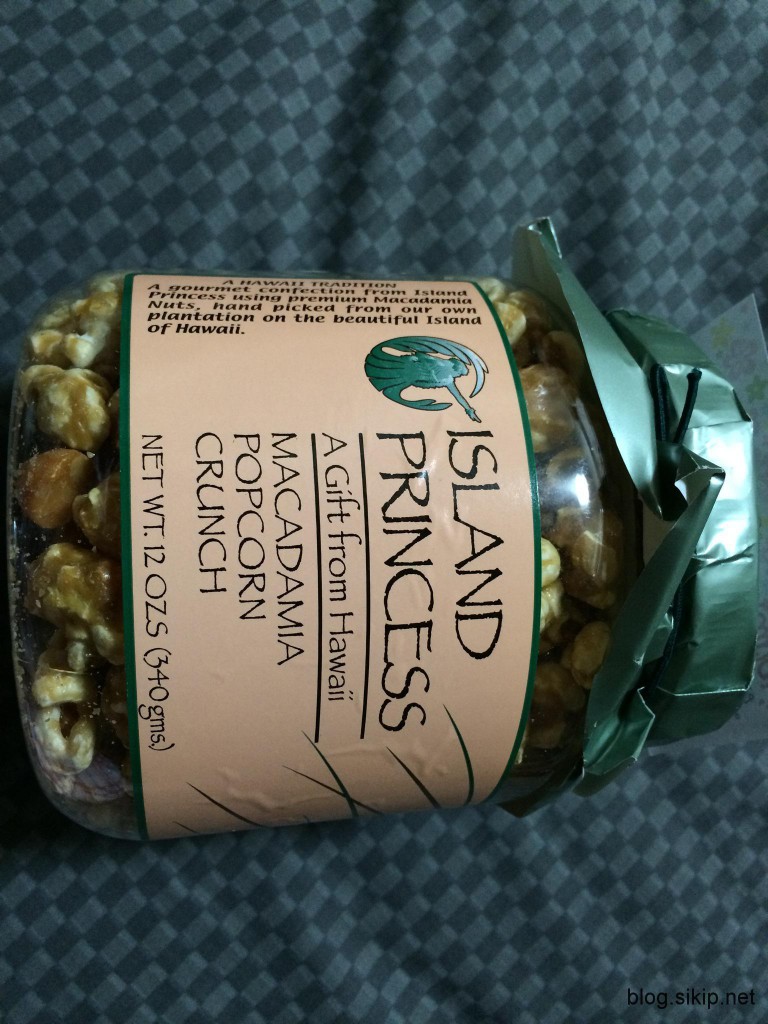 A HAWAII TRADITION
A gourmet confection from Island
Princess using premium Macadamia
Nuts, hand picked from our own
plantation on the beautiful Island
of Hawaii.
ISLAND
PRINCESS
A Gift from Hawaii
MACADAMIA
POPCORN
CRUNCH
NET WT. 12 OZS (340 gms.)
blog.sikip.net